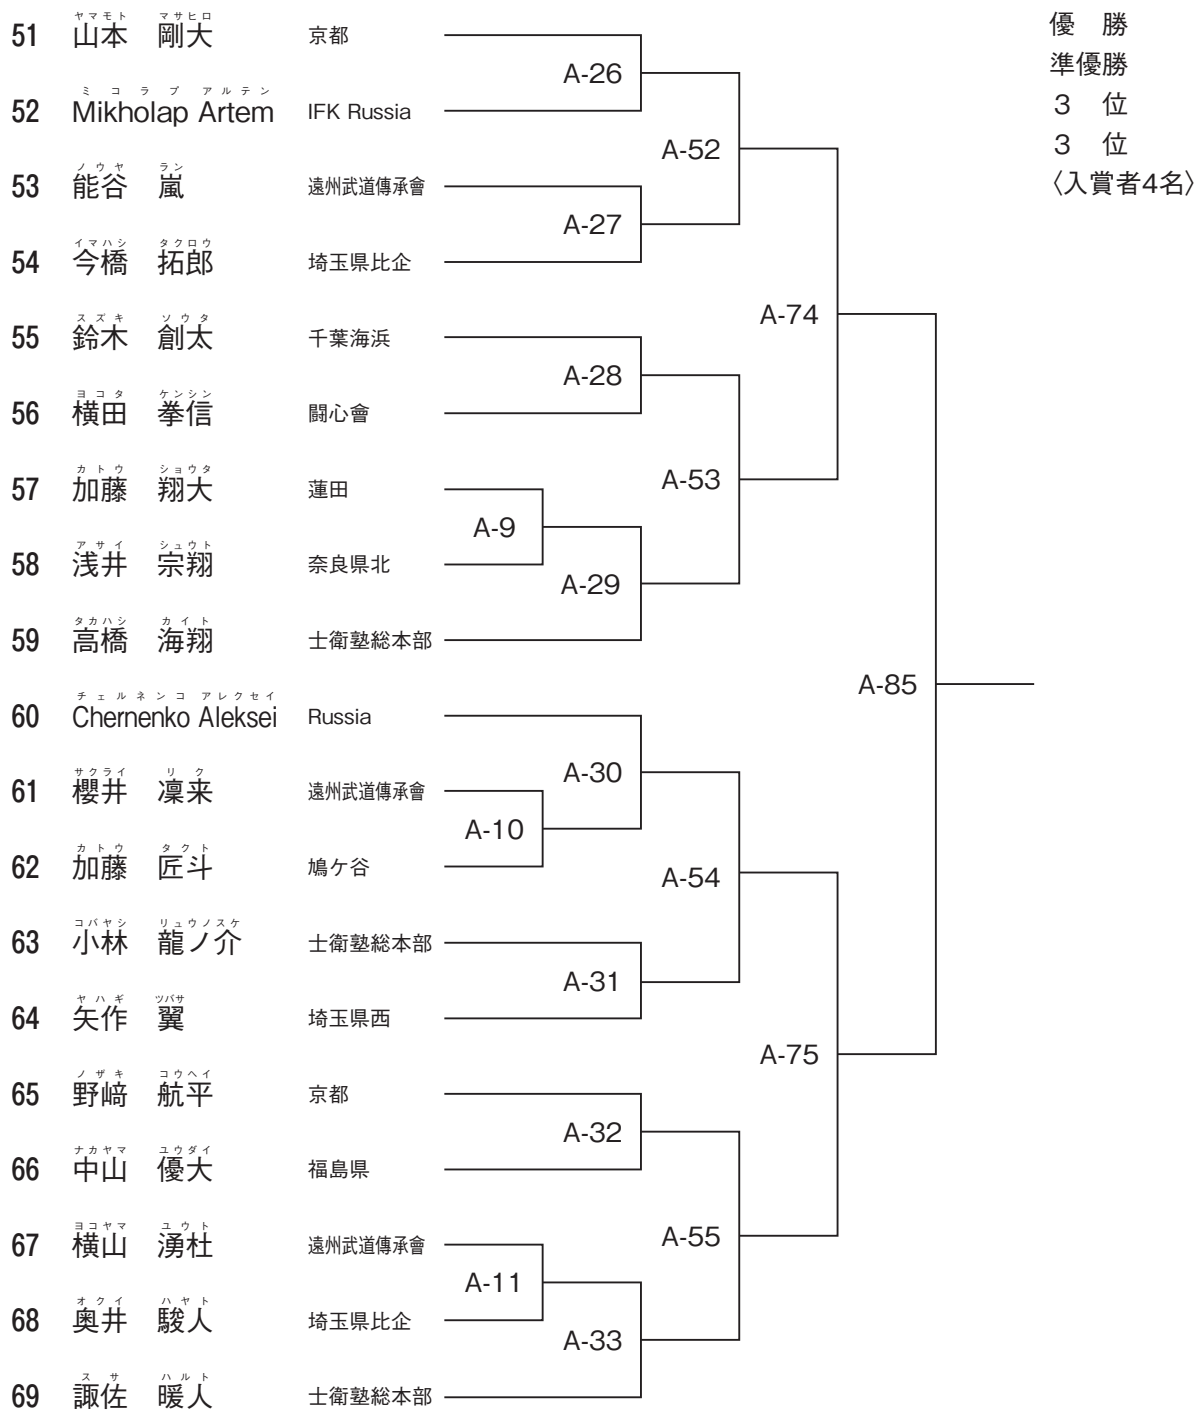 ヤマモト マサヒロ
51 山本 剛大 京都
ミコラプ アルテン
52 Mikholap Artem IFK Russia
ノウヤ ラン
53 能谷 嵐 遠州武道傳承會
イマハシ タクロウ
54 今橋 拓郎 埼玉県比企
スズキ ソウタ
55 鈴木 創太 千葉海浜
ヨコタ ケンシン
56 横田 拳信 闘心會
カトウ ショウタ
57 加藤 翔大 蓮田
アサイ シュウト
58 浅井 宗翔 奈良県北
タカハシ カイト
59 高橋 海翔 士衛塾総本部
チェルネンコ アレクセイ
60 Chernenko Aleksei Russia
サクライ リク
61 櫻井 凜来 遠州武道傳承會
カトウ タクト
62 加藤 匠斗 鳩ケ谷
コバヤシ リュウノスケ
63 小林 龍ノ介 士衛塾総本部
ヤハギ ツバサ
64 矢作 翼 埼玉県西
ノザキ コウヘイ
65 野﨑 航平 京都
ナカヤマ ユウダイ
66 中山 優大 福島県
ヨコヤマ ユウト
67 横山 湧杜 遠州武道傳承會
オクイ ハヤト
68 奥井 駿人 埼玉県比企
スサ ハルト
69 諏佐 暖人 士衛塾総本部
A-9
A-10
A-11
A-26
A-27
A-28
A-29
A-30
A-31
A-32
A-33
A-52
A-53
A-54
A-55
A-74
A-75
A-85
優 勝
準優勝
3 位
3 位
〈入賞者4名〉